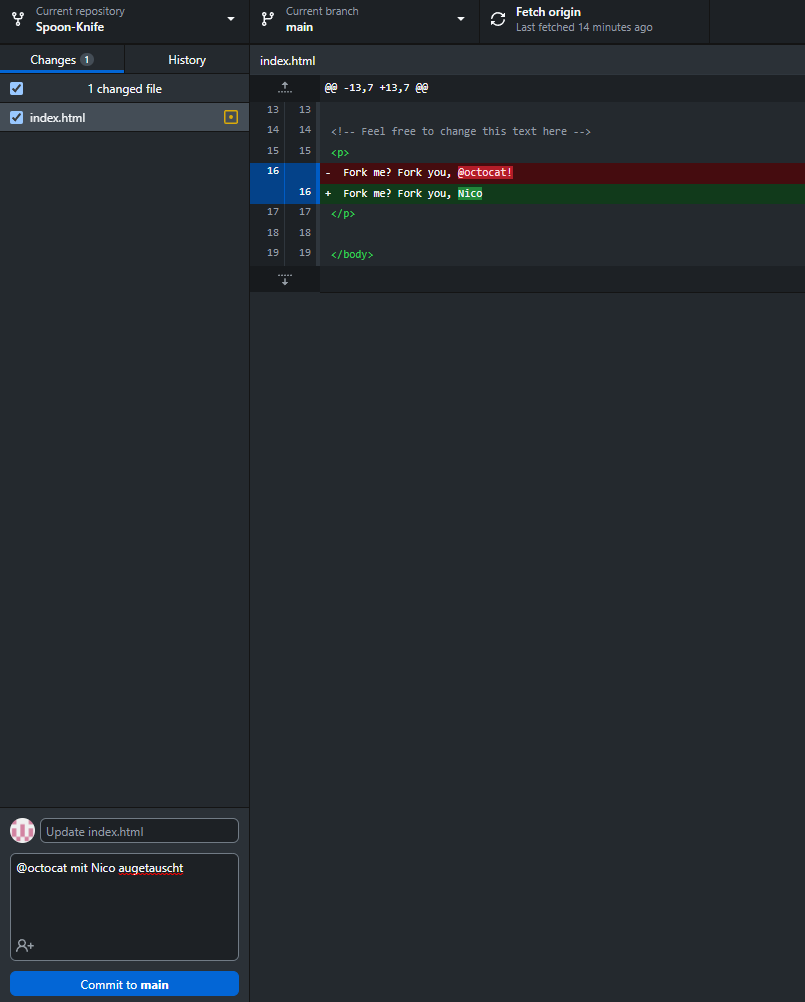 Current repository
Spoon-Knife
Current branch
main
Fetch origin
Last fetched 14 minutes ago
Changes 1
History
1 changed file
index.html
index.html
@@ -13,7 +13,7 @@
13 13
14 14 <!-- Feel free to change this text here -->
15 15 <p>
16 - Fork me? Fork you, @octocat!
16 + Fork me? Fork you, Nico
17 17 </p>
18 18
19 19 </body>
Update index.html
@octocat mit Nico augetauscht
Commit to main